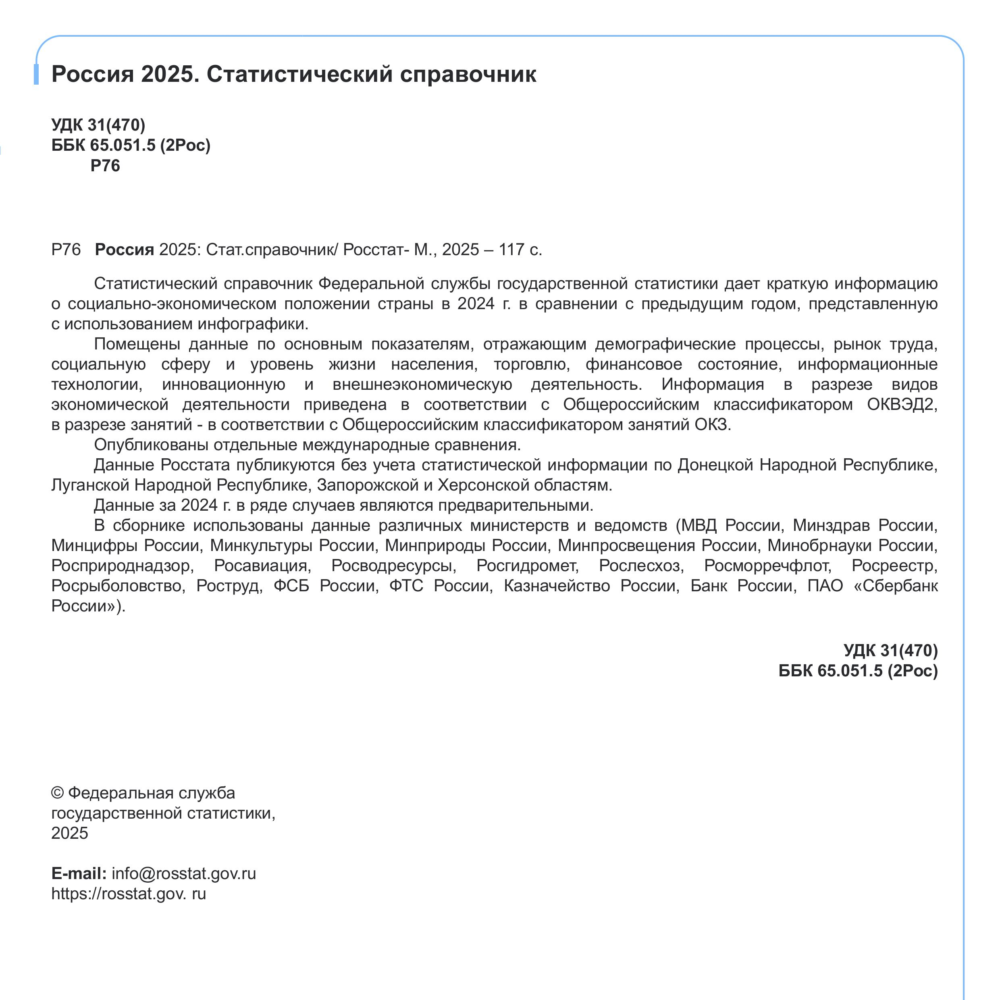 Россия 2025. Статистический справочник
УДК 31(470)
ББК 65.051.5 (2Рос)
Р76
Р76 Россия 2025: Стат.справочник/ Росстат- М., 2025 – 117 с.
Статистический справочник Федеральной службы государственной статистики дает краткую информацию
о социально-экономическом положении страны в 2024 г. в сравнении с предыдущим годом, представленную
с использованием инфографики.
Помещены данные по основным показателям, отражающим демографические процессы, рынок труда,
социальную сферу и уровень жизни населения, торговлю, финансовое состояние, информационные
технологии, инновационную и внешнеэкономическую деятельность. Информация в разрезе видов
экономической деятельности приведена в соответствии с Общероссийским классификатором ОКВЭД2,
в разрезе занятий - в соответствии с Общероссийским классификатором занятий ОКЗ.
Опубликованы отдельные международные сравнения.
Данные Росстата публикуются без учета статистической информации по Донецкой Народной Республике,
Луганской Народной Республике, Запорожской и Херсонской областям.
Данные за 2024 г. в ряде случаев являются предварительными.
В сборнике использованы данные различных министерств и ведомств (МВД России, Минздрав России,
Минцифры России, Минкультуры России, Минприроды России, Минпросвещения России, Минобрнауки России,
Росприроднадзор, Росавиация, Росводресурсы, Росгидромет, Рослесхоз, Росморречфлот, Росреестр,
Росрыболовство, Роструд, ФСБ России, ФТС России, Казначейство России, Банк России, ПАО «Сбербанк
России»).
УДК 31(470)
ББК 65.051.5 (2Рос)
© Федеральная служба
государственной статистики,
2025
E-mail: info@rosstat.gov.ru
https://rosstat.gov. ru